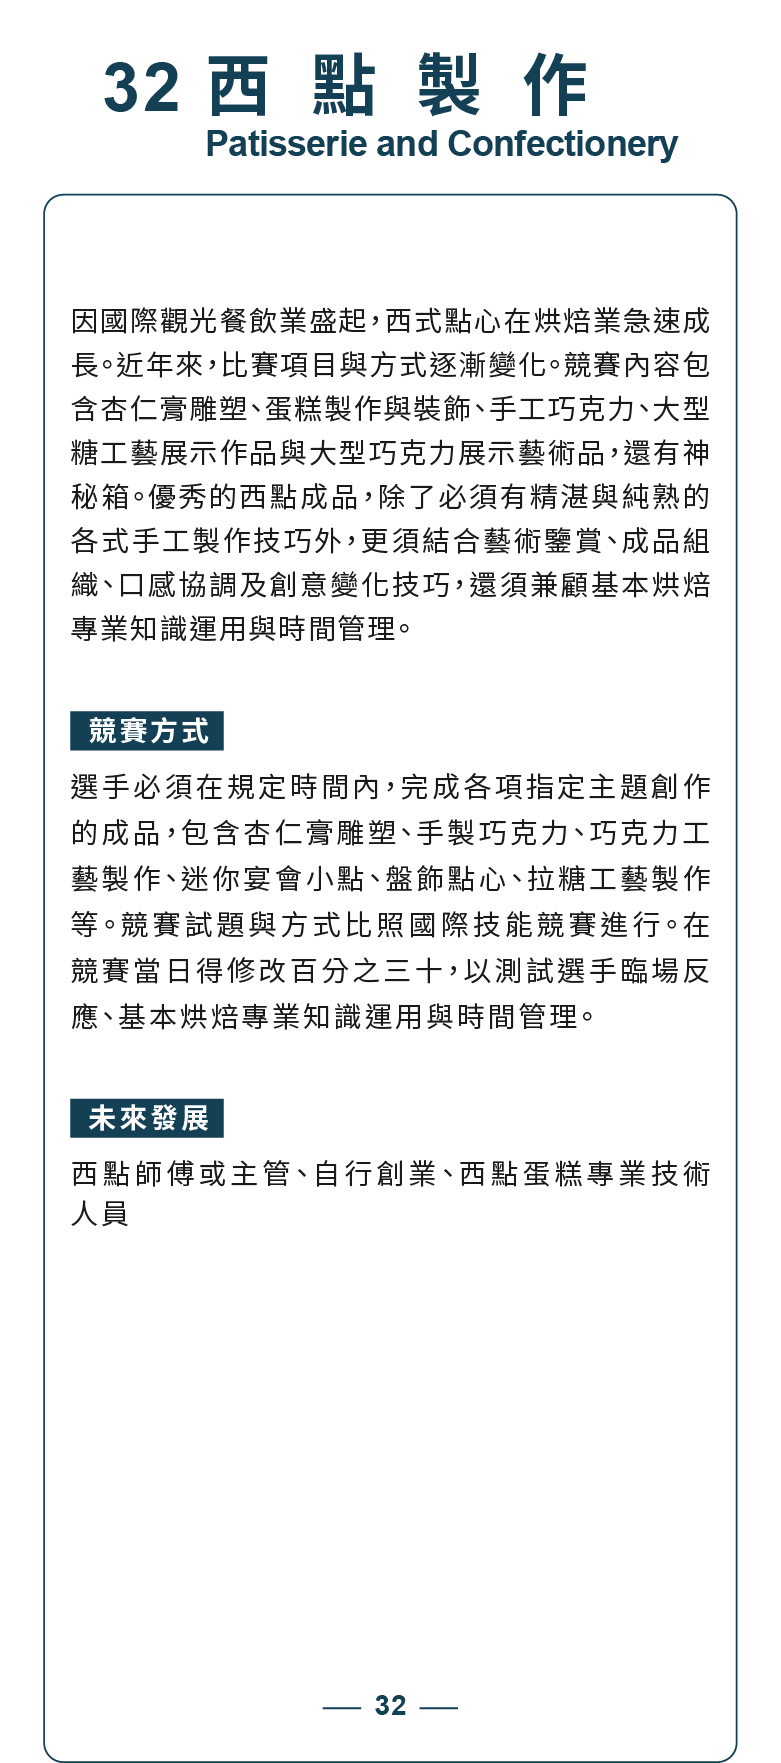 32 西點製作
Patisserie and Confectionery
因國際觀光餐飲業盛起，西式點心在烘焙業急速成
長。近年來，比賽項目與方式逐漸變化。競賽內容包
含杏仁膏雕塑、蛋糕製作與裝飾、手工巧克力、大型
糖工藝展示作品與大型巧克力展示藝術品，還有神
秘箱。優秀的西點成品，除了必須有精湛與純熟的
各式手工製作技巧外，更須結合藝術鑒賞、成品組
織、口感協調及創意變化技巧，還須兼顧基本烘焙
專業知識運用與時間管理。
競賽方式
選手必須在規定時間內，完成各項指定主題創作
的成品，包含杏仁膏雕塑、手製巧克力、巧克力工
藝製作、迷你宴會小點、盤飾點心、拉糖工藝製作
等。競賽試題與方式比照國際技能競賽進行。在
競賽當日得修改百分之三十，以測試選手臨場反
應、基本烘焙專業知識運用與時間管理。
未來發展
西點師傅或主管、自行創業、西點蛋糕專業技術
人員
32